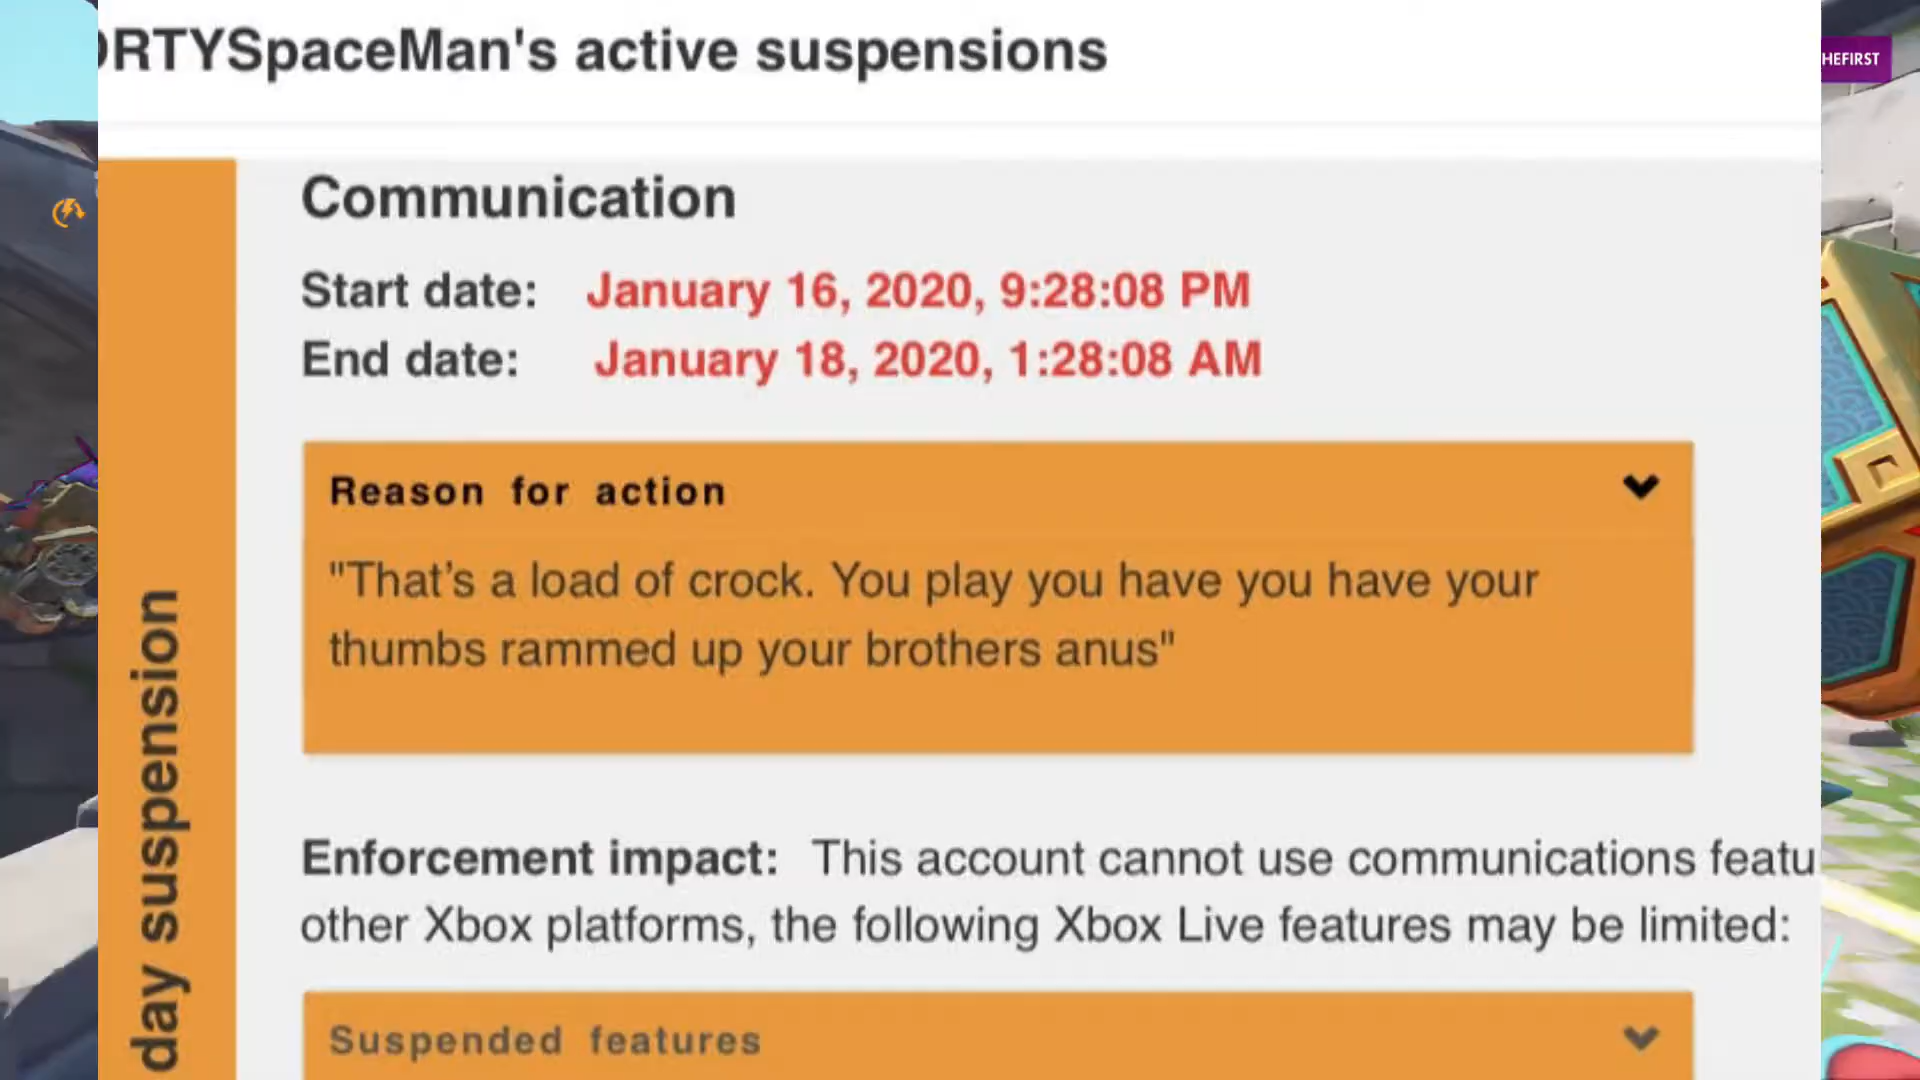 ORTYSpaceMan's active suspensions
HEFIRST
Communication
Start date: January 16, 2020, 9:28:08 PM
End date: January 18, 2020, 1:28:08 AM
Reason for action
"That’s a load of crock. You play you have you have your
thumbs rammed up your brothers anus"
day suspension
Enforcement impact: This account cannot use communications featu
other Xbox platforms, the following Xbox Live features may be limited:
Suspended features